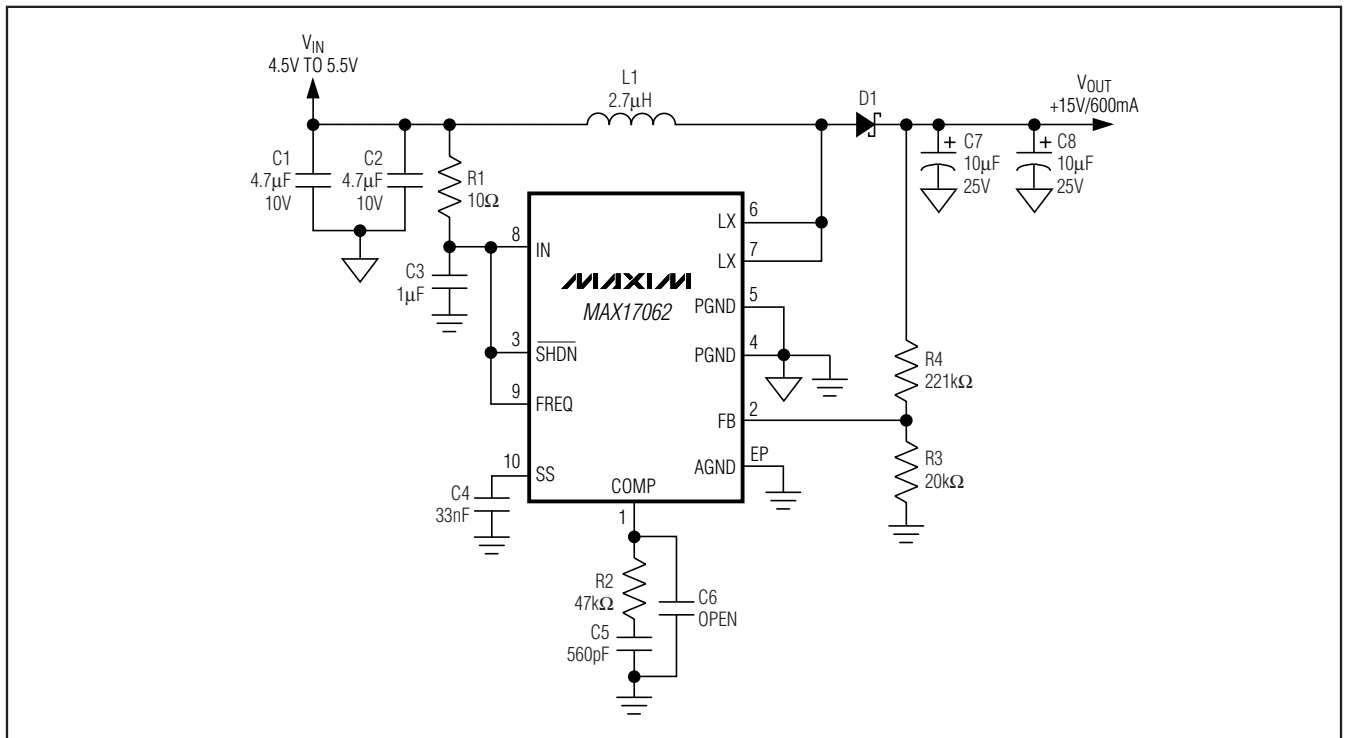 VIN
4.5V TO 5.5V
L1
2.7μH
D1
VOUT
+15V/600mA
C1
4.7μF
10V
C2
4.7μF
10V
R1
10Ω
+ C7
10μF
25V
+ C8
10μF
25V
C3
1μF
8
IN
3
SHDN
9
FREQ
10
SS
MAXIM
MAX17062
COMP
1
LX
6
LX
7
PGND
5
PGND
4
FB
2
AGND
EP
R4
221kΩ
R3
20kΩ
C4
33nF
R2
47kΩ
C5
560pF
C6
OPEN